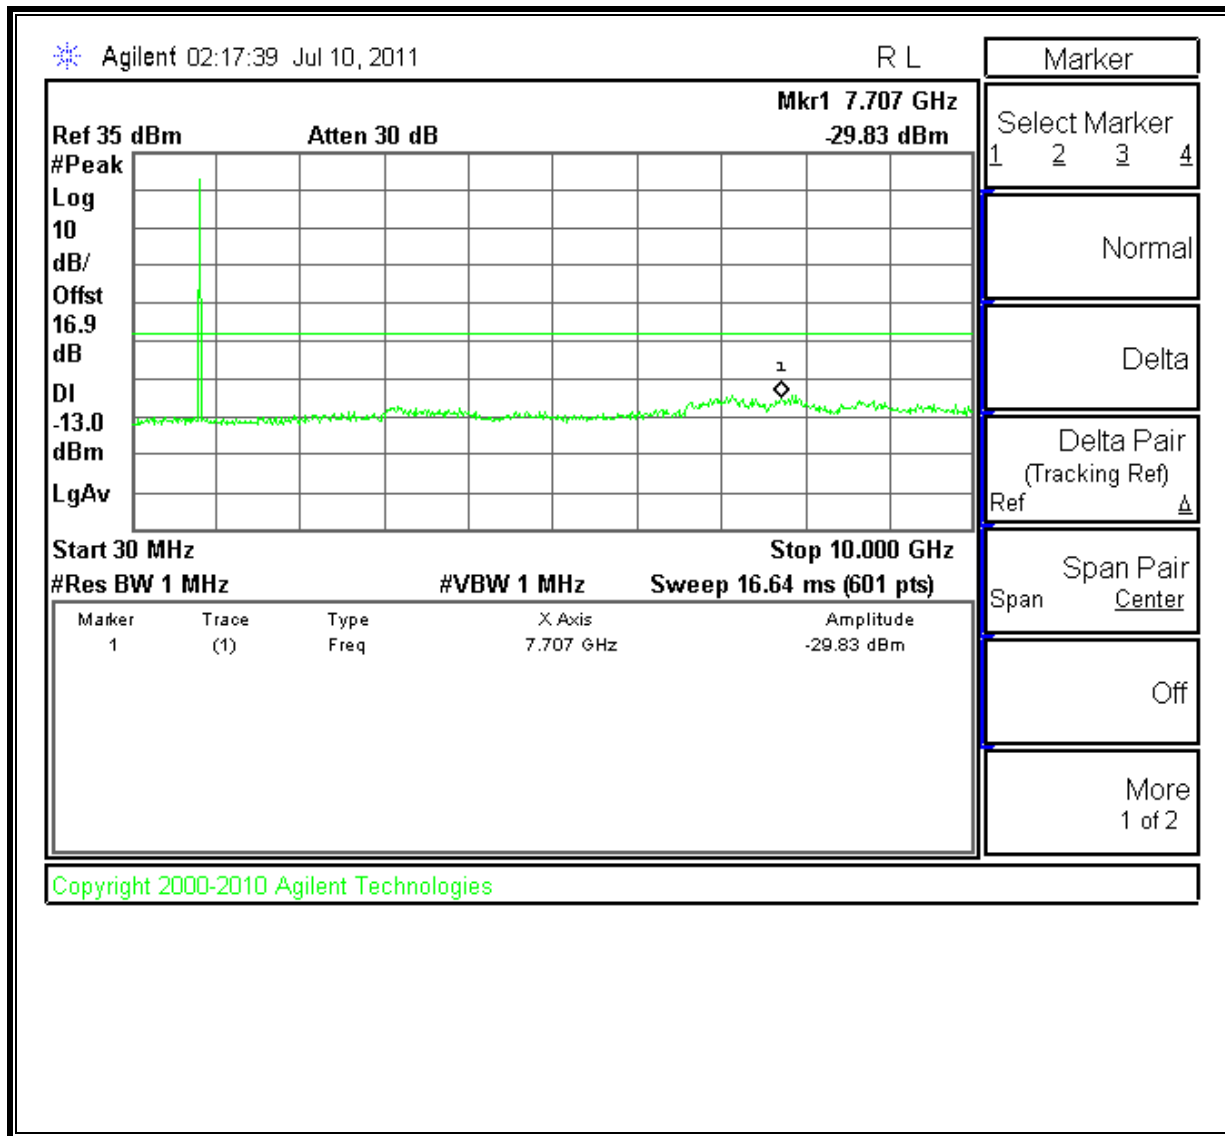 Agilent 02:17:39 Jul 10, 2011 R L
Mkr1 7.707 GHz
Ref 35 dBm Atten 30 dB -29.83 dBm
#Peak
Log
10
dB/
Offst
16.9
dB
DI
-13.0
dBm
LgAv
1
Start 30 MHz Stop 10.000 GHz
#Res BW 1 MHz #VBW 1 MHz Sweep 16.64 ms (601 pts)
Marker Trace Type X Axis Amplitude
1 (1) Freq 7.707 GHz -29.83 dBm
Marker
Select Marker
1 2 3 4
Normal
Delta
Delta Pair
(Tracking Ref)
Ref Δ
Span Pair
Span Center
Off
More
1 of 2
Copyright 2000-2010 Agilent Technologies